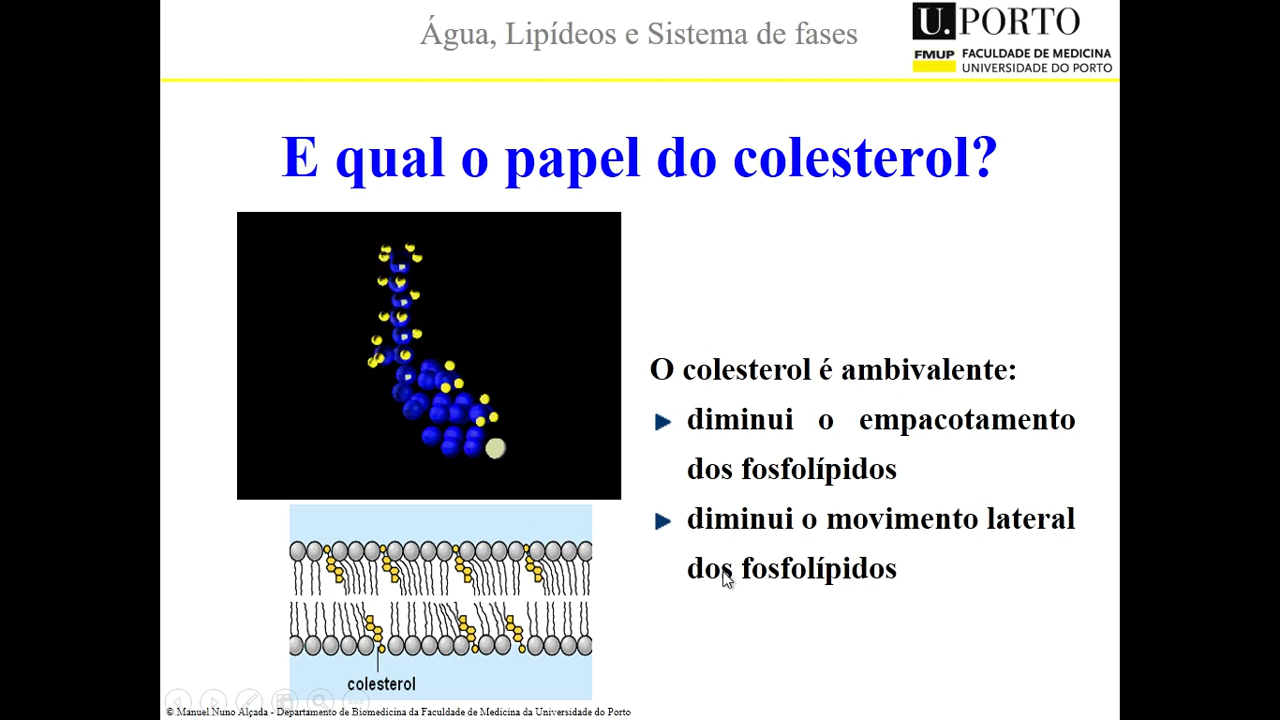 Água, Lipídeos e Sistema de fases
U.PORTO
FMUP FACULDADE DE MEDICINA
UNIVERSIDADE DO PORTO
E qual o papel do colesterol?
O colesterol é ambivalente:
diminui o empacotamento
dos fosfolípidos
diminui o movimento lateral
dos fosfolípidos
colesterol
© Manuel Nuno Alçada - Departamento de Biomedicina da Faculdade de Medicina da Universidade do Porto